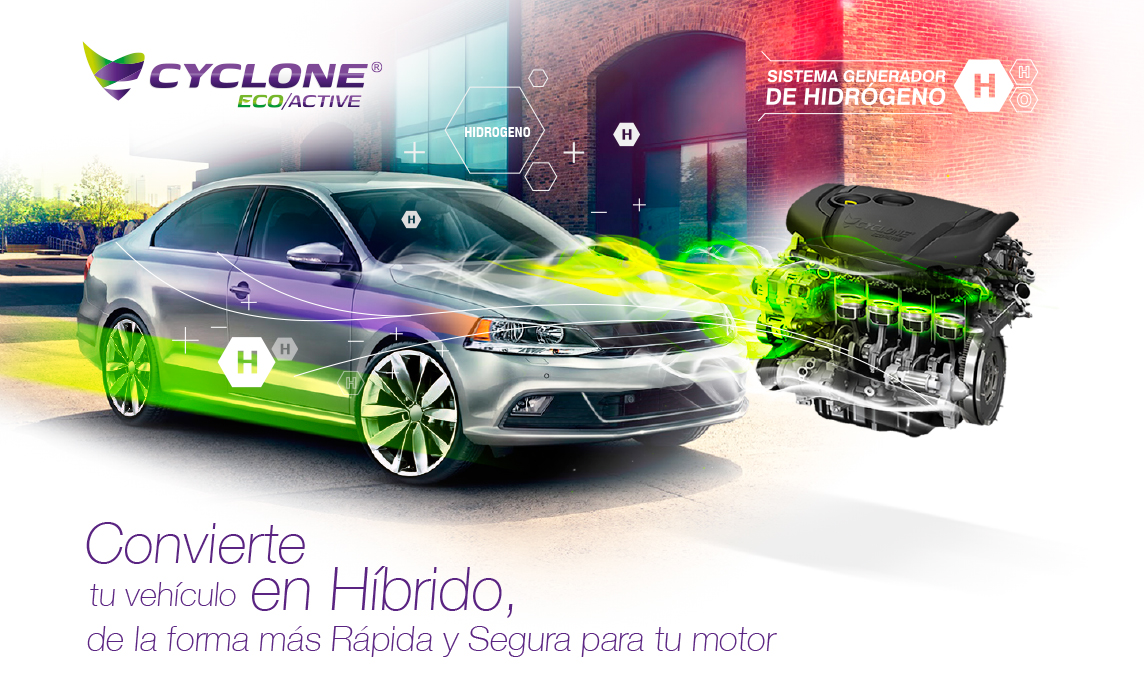 CYCLONE®
ECO/ACTIVE
SISTEMA GENERADOR
DE HIDRÓGENO
H
H
O
HIDROGENO
H
H
CYCLONE
H
H
H
Convierte
tu vehículo en Híbrido,
de la forma más Rápida y Segura para tu motor